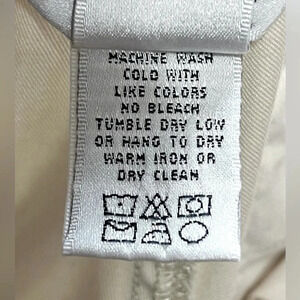 MACHINE WASH
COLD WITH
LIKE COLORS
NO BLEACH
TUMBLE DRY LOW
OR HANG TO DRY
WARM IRON OR
DRY CLEAN